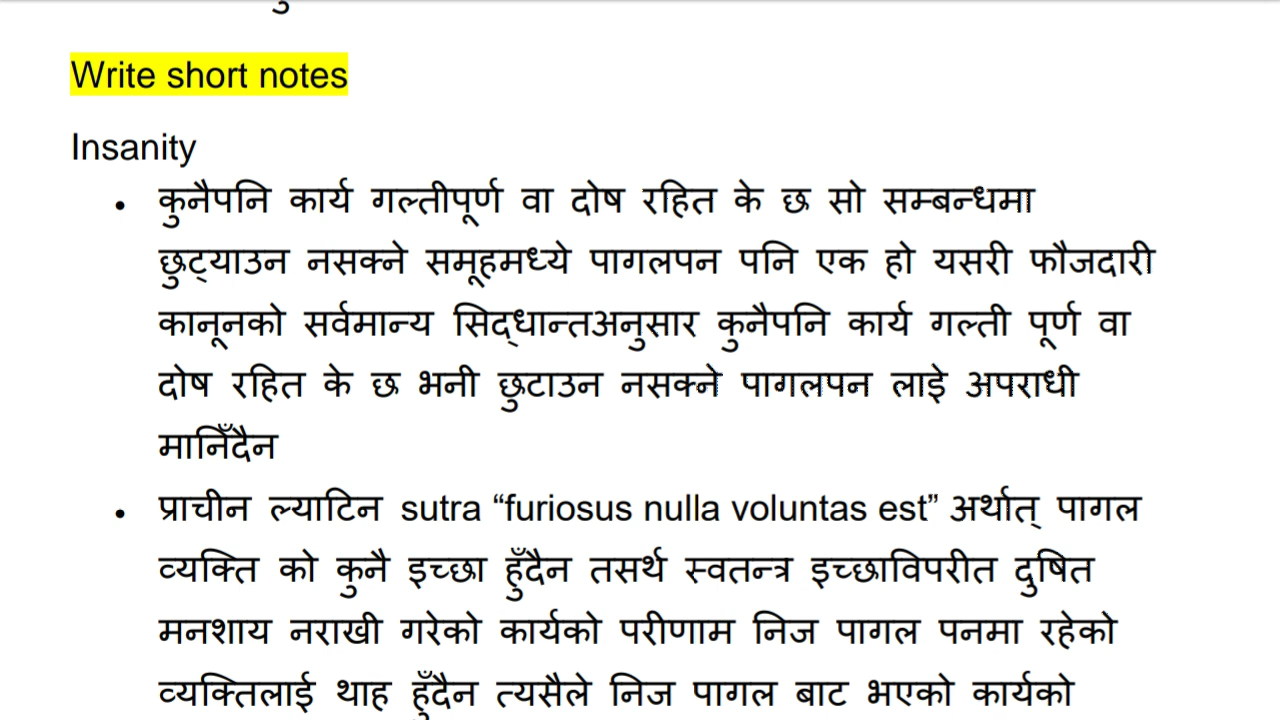 Write short notes
Insanity
• कुनैपनि कार्य गल्तीपूर्ण वा दोष रहित के छ सो सम्बन्धमा
छुट्याउन नसक्ने समूहमध्ये पागलपन पनि एक हो यसरी फौजदारी
कानूनको सर्वमान्य सिद्धान्तअनुसार कुनैपनि कार्य गल्ती पूर्ण वा
दोष रहित के छ भनी छुटाउन नसक्ने पागलपन लाई अपराधी
मानिँदैन
• प्राचीन ल्याटिन sutra “furiosus nulla voluntas est” अर्थात् पागल
व्यक्ति को कुनै इच्छा हुँदैन तसर्थ स्वतन्त्र इच्छाविपरीत दुषित
मनशाय नराखी गरेको कार्यको परीणाम निज पागल पनमा रहेको
व्यक्तिलाई थाह हुँदैन त्यसैले निज पागल बाट भएको कार्यको